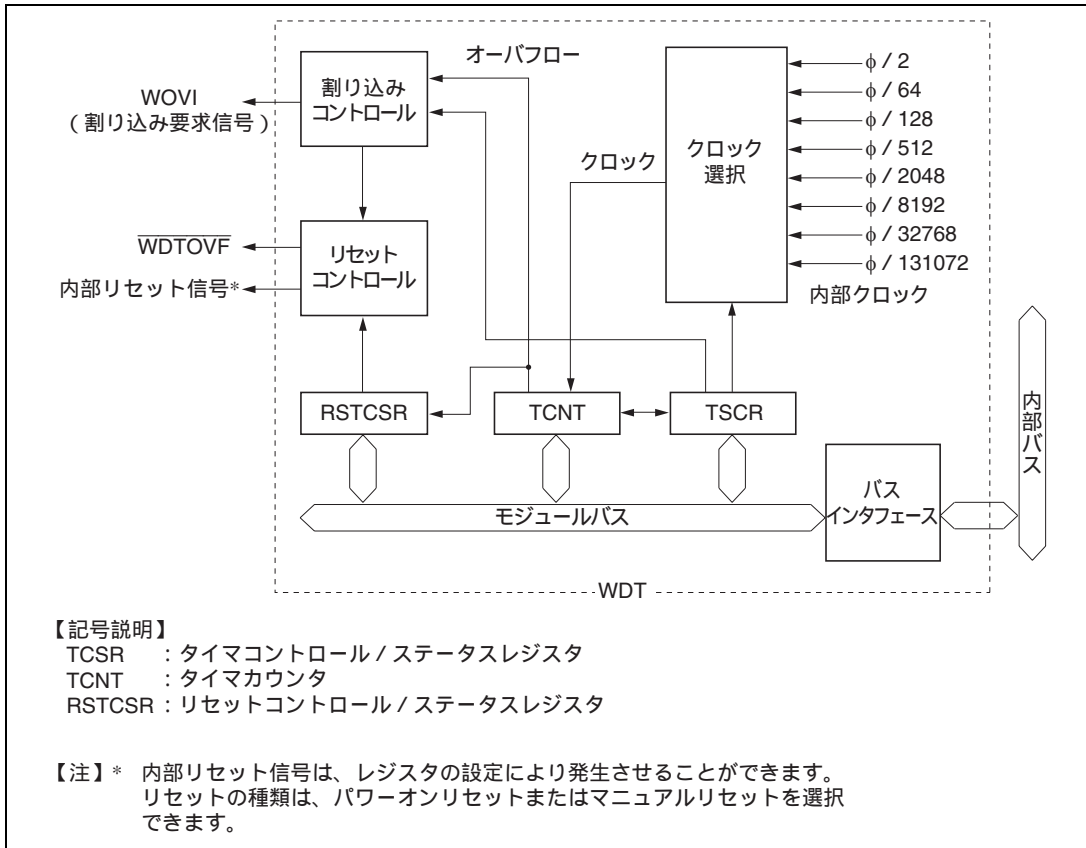 オーバフロー
割り込み
コントロール
WOVI
(割り込み要求信号)
クロック
クロック
選択
φ / 2
φ / 64
φ / 128
φ / 512
φ / 2048
φ / 8192
φ / 32768
φ / 131072
内部クロック
WDTOVF
内部リセット信号*
リセット
コントロール
RSTCSR
TCNT
TSCR
モジュールバス
バス
インタフェース
内部バス
WDT
【記号説明】
TCSR :タイマコントロール / ステータスレジスタ
TCNT :タイマカウンタ
RSTCSR :リセットコントロール / ステータスレジスタ
【注】* 内部リセット信号は、レジスタの設定により発生させることができます。
リセットの種類は、パワーオンリセットまたはマニュアルリセットを選択
できます。